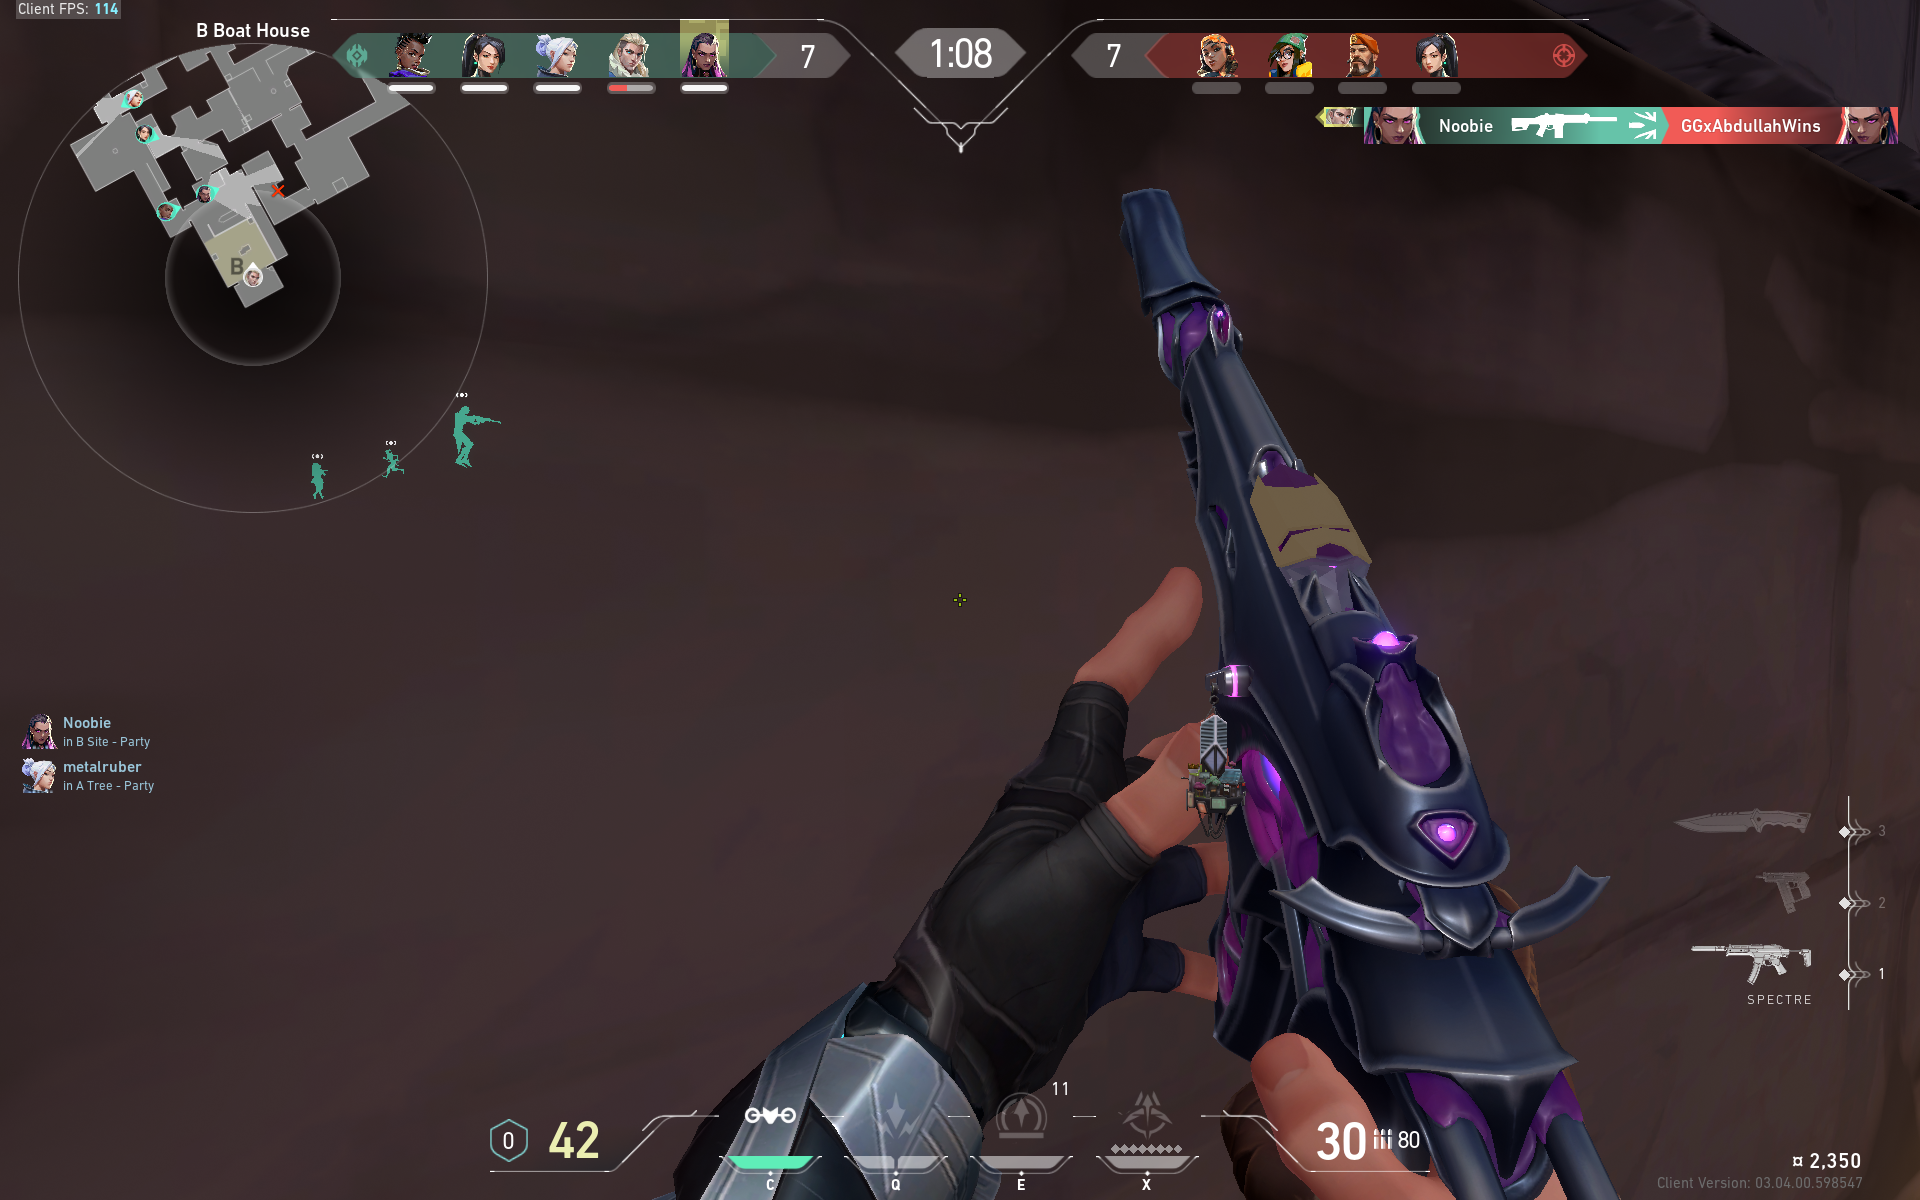 Client FPS: 114
B Boat House
7
1:08
7
Noobie
GGxAbdullahWins
B
Noobie
in B Site - Party
metalruber
in A Tree - Party
3
2
1
SPECTRE
11
0
42
30
80
C
Q
E
X
¤ 2,350
Client Version: 03.04.00.598547